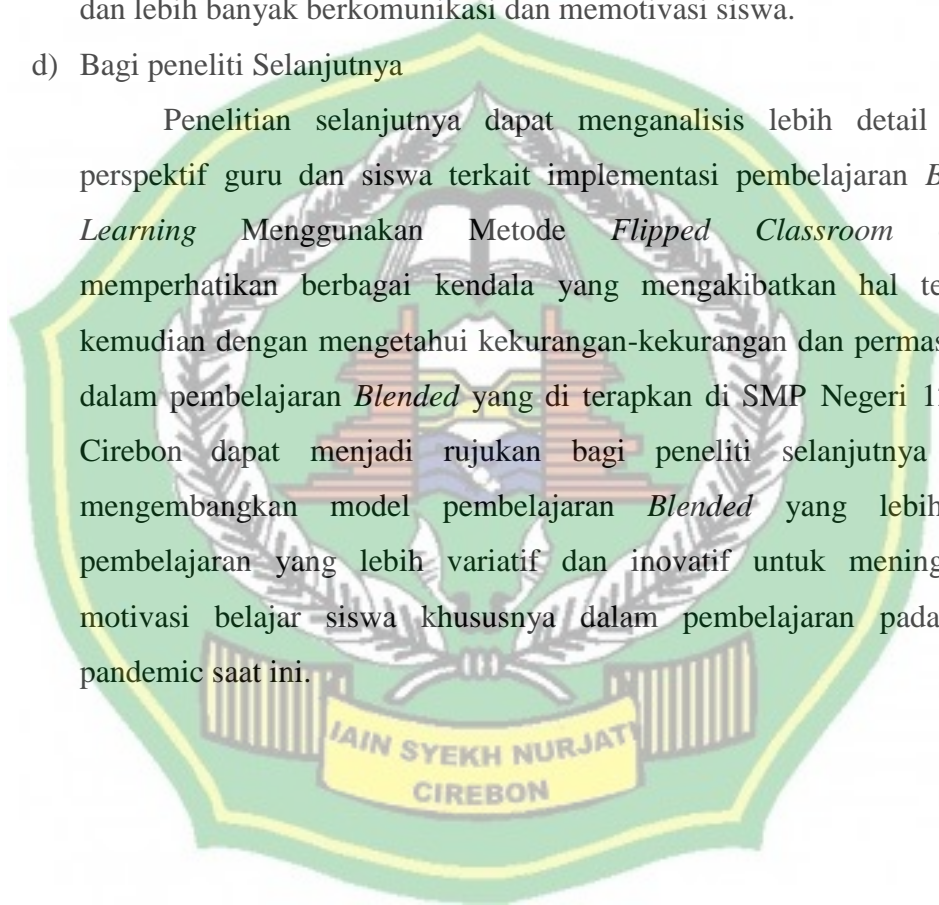 dan lebih banyak berkomunikasi dan memotivasi siswa.
d) Bagi peneliti Selanjutnya
Penelitian selanjutnya dapat menganalisis lebih detail
perspektif guru dan siswa terkait implementasi pembelajaran
Learning Menggunakan Metode Flipped Classroom
memperhatikan berbagai kendala yang mengakibatkan hal
kemudian dengan mengetahui kekurangan-kekurangan dan
dalam pembelajaran Blended yang di terapkan di SMP Negeri
Cirebon dapat menjadi rujukan bagi peneliti selanjutnya
mengembangkan model pembelajaran Blended yang lebih
pembelajaran yang lebih variatif dan inovatif untuk
motivasi belajar siswa khususnya dalam pembelajaran pada
pandemic saat ini.
IAIN SYEKH NURJATI
CIREBON